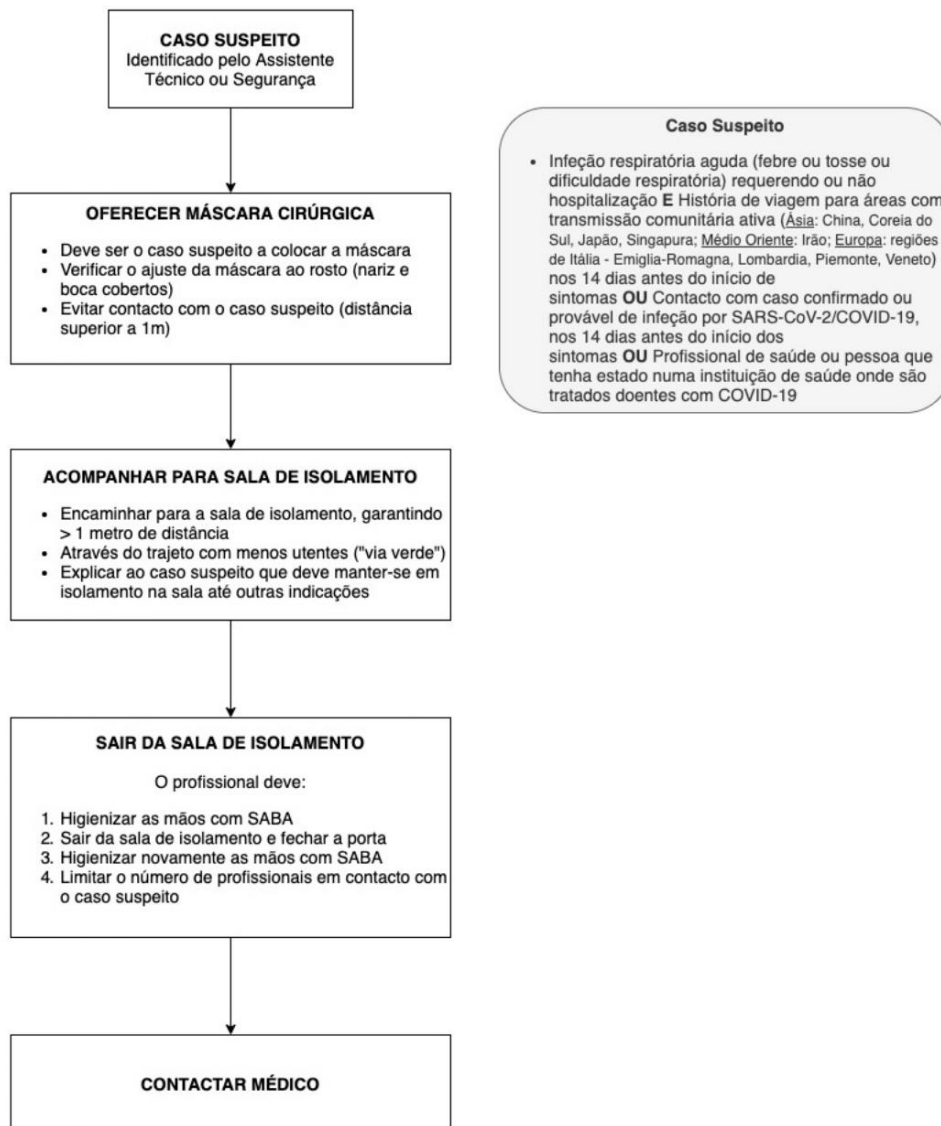 CASO SUSPEITO
Identificado pelo Assistente
Técnico ou Segurança
OFERECER MÁSCARA CIRÚRGICA
• Deve ser o caso suspeito a colocar a máscara
• Verificar o ajuste da máscara ao rosto (nariz e
boca cobertos)
• Evitar contacto com o caso suspeito (distância
superior a 1m)
ACOMPANHAR PARA SALA DE ISOLAMENTO
• Encaminhar para a sala de isolamento, garantindo
> 1 metro de distância
• Através do trajeto com menos utentes ("via verde")
• Explicar ao caso suspeito que deve manter-se em
isolamento na sala até outras indicações
SAIR DA SALA DE ISOLAMENTO
O profissional deve:
1. Higienizar as mãos com SABA
2. Sair da sala de isolamento e fechar a porta
3. Higienizar novamente as mãos com SABA
4. Limitar o número de profissionais em contacto com
o caso suspeito
CONTACTAR MÉDICO
Caso Suspeito
• Infeção respiratória aguda (febre ou tosse ou
dificuldade respiratória) requerendo ou não
hospitalização E História de viagem para áreas com
transmissão comunitária ativa (Ásia: China, Coreia do
Sul, Japão, Singapura; Médio Oriente: Irão; Europa: regiões
de Itália - Emiglia-Romagna, Lombardia, Piemonte, Veneto)
nos 14 dias antes do início de
sintomas OU Contacto com caso confirmado ou
provável de infeção por SARS-CoV-2/COVID-19,
nos 14 dias antes do início dos
sintomas OU Profissional de saúde ou pessoa que
tenha estado numa instituição de saúde onde são
tratados doentes com COVID-19